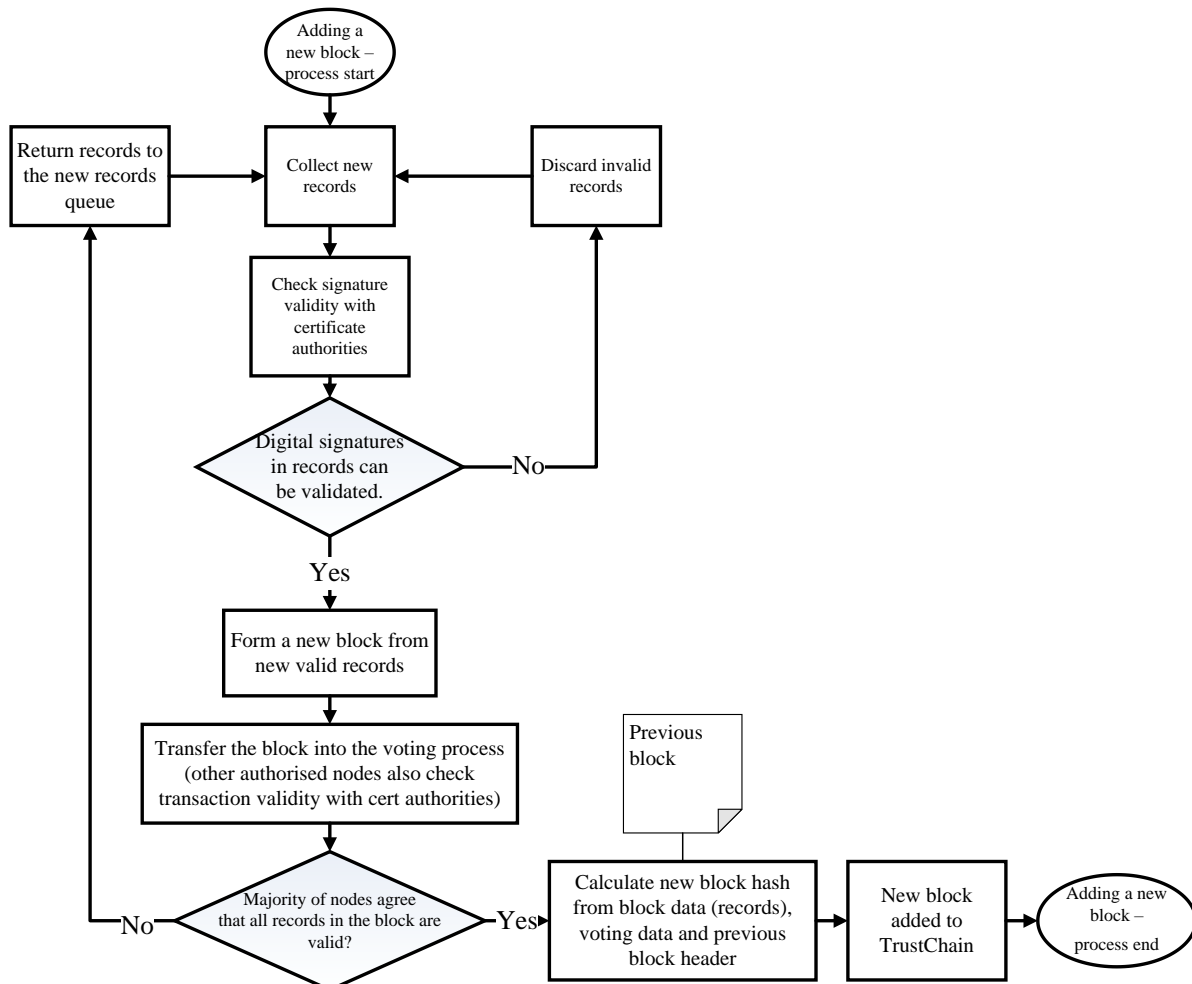 Adding a
new block –
process start
Return records to
the new records
queue
Collect new
records
Discard invalid
records
Check signature
validity with
certificate
authorities
Digital signatures
in records can
be validated.
No
Yes
Form a new block from
new valid records
Transfer the block into the voting process
(other authorised nodes also check
transaction validity with cert authorities)
Previous
block
Majority of nodes agree
that all records in the block are
valid?
No
Yes
Calculate new block hash
from block data (records),
voting data and previous
block header
New block
added to
TrustChain
Adding a new
block –
process end